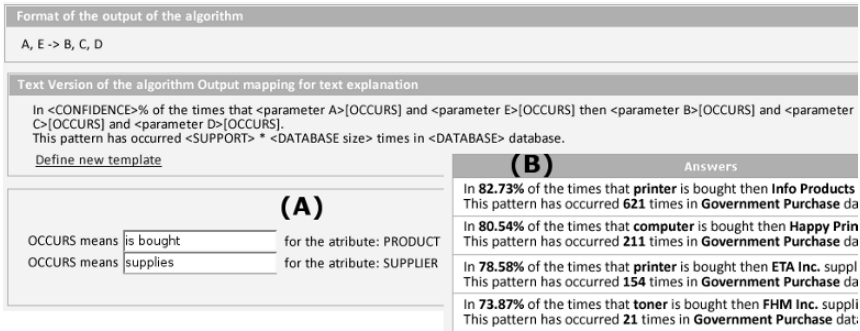 Format of the output of the algorithm
A, E -> B, C, D
Text Version of the algorithm Output mapping for text explanation
In <CONFIDENCE>% of the times that <parameter A>[OCCURS] and <parameter E>[OCCURS] then <parameter B>[OCCURS] and <parameter
C>[OCCURS] and <parameter D>[OCCURS].
This pattern has occurred <SUPPORT> * <DATABASE size> times in <DATABASE> database.
Define new template
(A)
OCCURS means is bought for the atribute: PRODUCT
OCCURS means supplies for the atribute: SUPPLIER
(B)
Answers
In 82.73% of the times that printer is bought then Info Products
This pattern has occurred 621 times in Government Purchase da
In 80.54% of the times that computer is bought then Happy Prin
This pattern has occurred 211 times in Government Purchase da
In 78.58% of the times that printer is bought then ETA Inc. suppl
This pattern has occurred 154 times in Government Purchase da
In 73.87% of the times that toner is bought then FHM Inc. suppli
This pattern has occurred 21 times in Government Purchase data